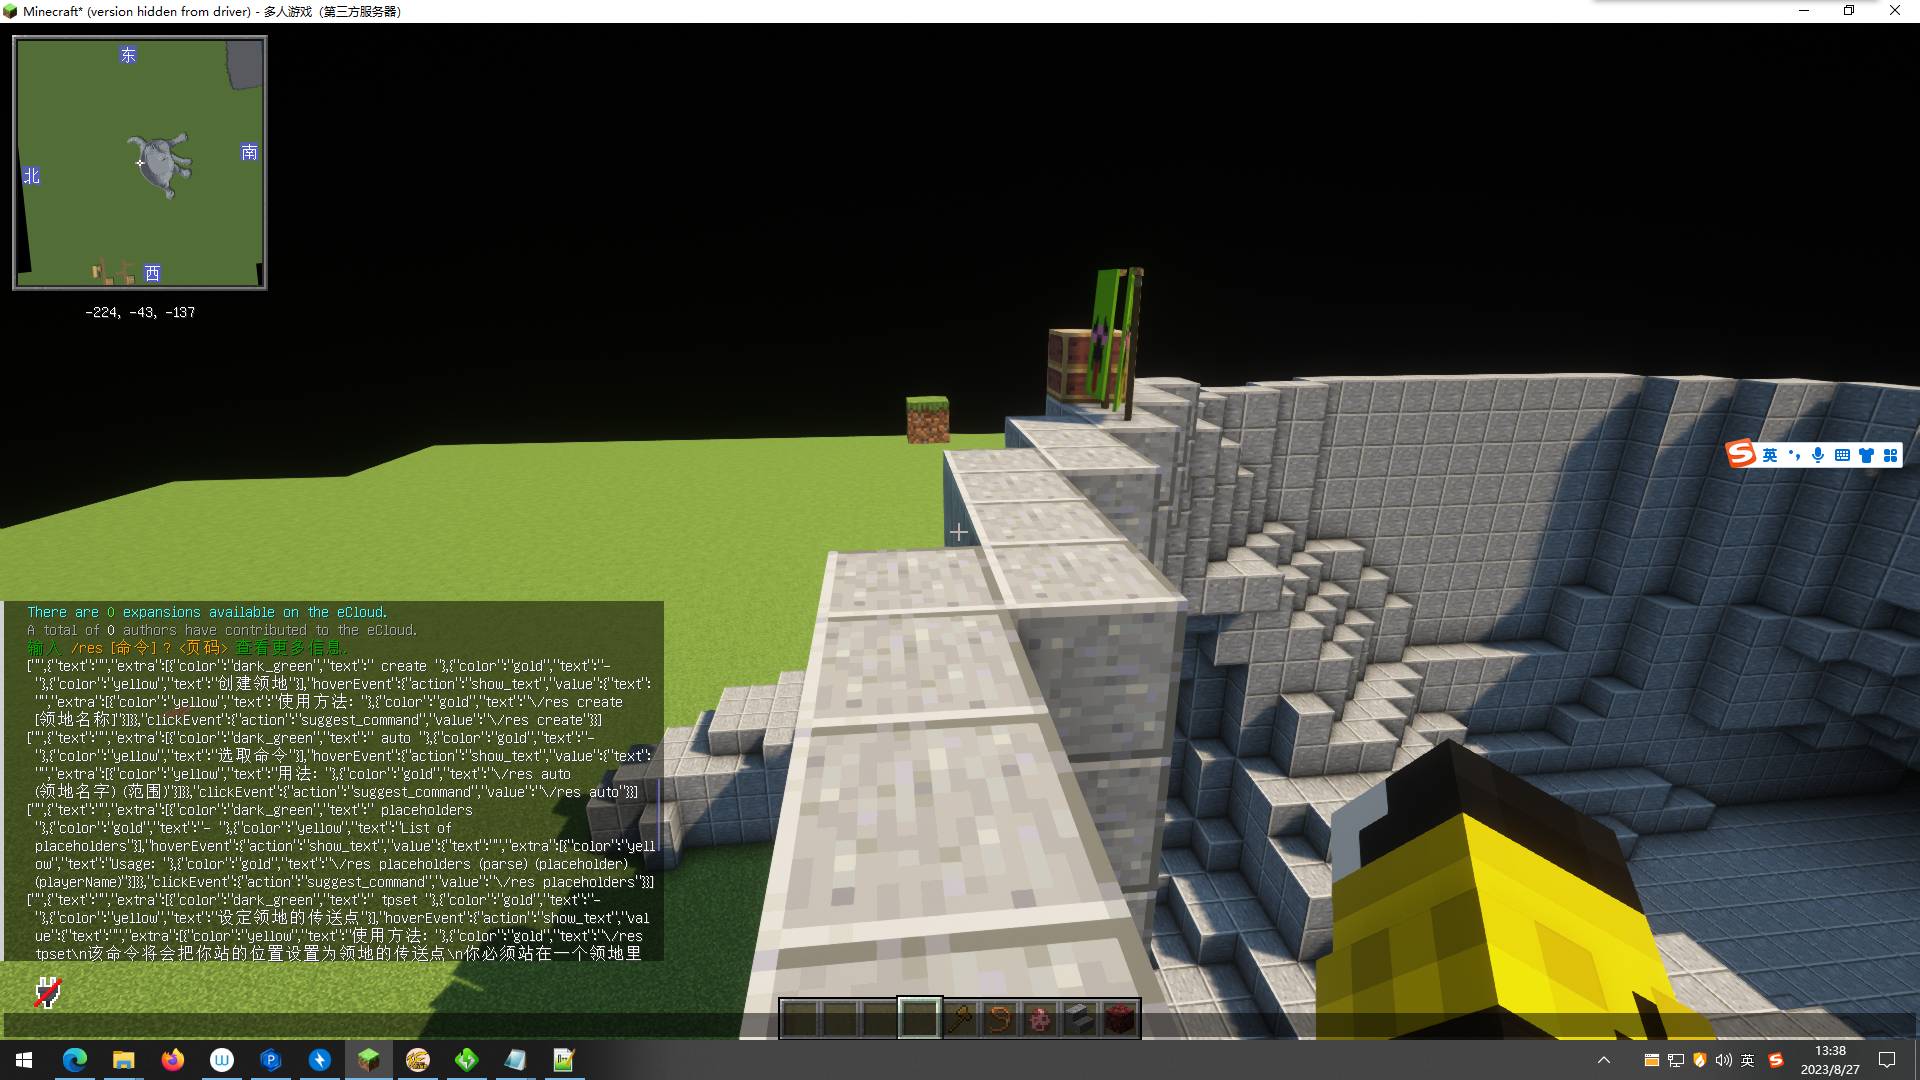 Minecraft* (version hidden from driver) - 多人游戏（第三方服务器）
东
南
北
西
-224, -43, -137
英
There are 0 expansions available on the eCloud.
A total of 0 authors have contributed to the eCloud.
输入 /res [命令] ? <页码> 查看更多信息.
["",{"text":"","extra":[{"color":"dark_green","text":" create "},{"color":"gold","text":"-
"},{"color":"yellow","text":"创建领地"}],"hoverEvent":{"action":"show_text","value":{"text":
"","extra":[{"color":"yellow","text":"使用方法: "},{"color":"gold","text":"\/res create
[领地名称]"}]}},"clickEvent":{"action":"suggest_command","value":"\/res create"}}]
["",{"text":"","extra":[{"color":"dark_green","text":" auto "},{"color":"gold","text":"-
"},{"color":"yellow","text":"选取命令"}],"hoverEvent":{"action":"show_text","value":{"text":
"","extra":[{"color":"yellow","text":"用法: "},{"color":"gold","text":"\/res auto
(领地名字) (范围)"}]}},"clickEvent":{"action":"suggest_command","value":"\/res auto"}}]
["",{"text":"","extra":[{"color":"dark_green","text":" placeholders
"},{"color":"gold","text":"- "},{"color":"yellow","text":"List of
placeholders"}],"hoverEvent":{"action":"show_text","value":{"text":"","extra":[{"color":"yell
ow","text":"Usage: "},{"color":"gold","text":"\/res placeholders (parse) (placeholder)
(playerName)"}]}},"clickEvent":{"action":"suggest_command","value":"\/res placeholders"}}]
["",{"text":"","extra":[{"color":"dark_green","text":" tpset "},{"color":"gold","text":"-
"},{"color":"yellow","text":"设定领地的传送点"}],"hoverEvent":{"action":"show_text","val
ue":{"text":"","extra":[{"color":"yellow","text":"使用方法: "},{"color":"gold","text":"\/res
tpset\n该命令将会把你站的位置设置为领地的传送点\n你必须站在一个领地里
英
13:38
2023/8/27